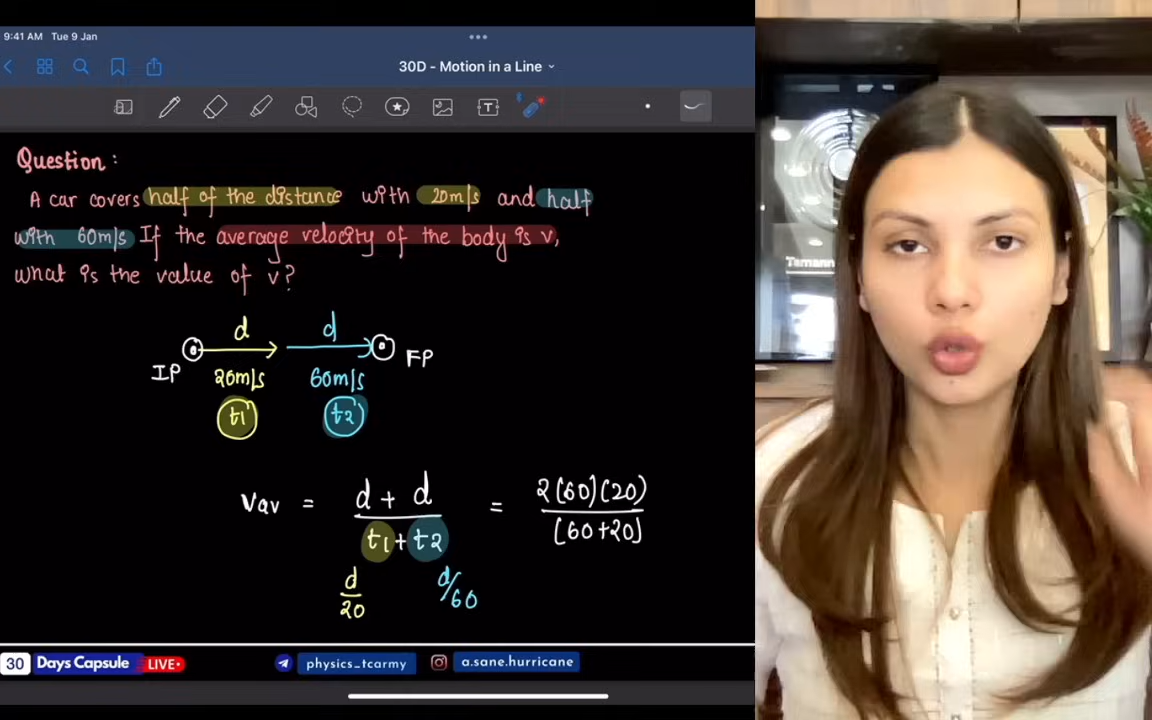 9:41 AM Tue 9 Jan
30D - Motion in a Line
T
Question :
A car covers half of the distance with 20m/s and half
with 60m/s If the average velocity of the body is v,
what is the value of v?
d d
IP FP
20m/s 60m/s
t1 t2
Vav = d + d / t1 + t2 = 2(60)(20) / [60+20]
d/20 d/60
Tamann
30 Days Capsule LIVE physics_tcarmy a.sane.hurricane